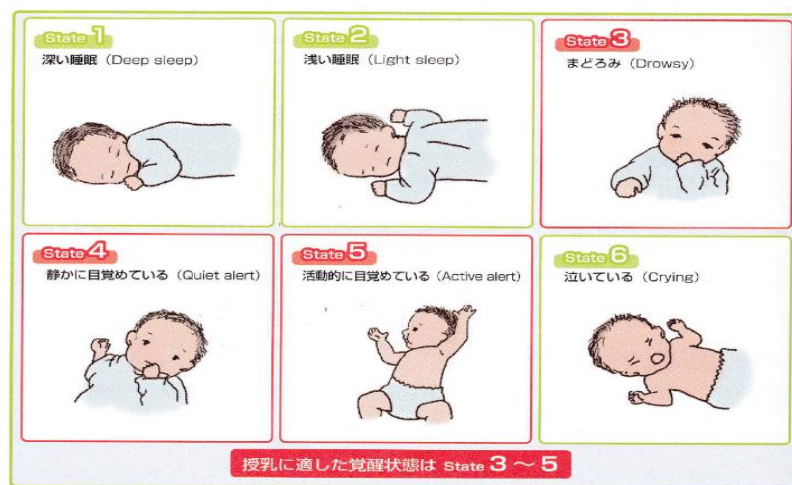 State 1
深い睡眠（Deep sleep）
State 2
浅い睡眠（Light sleep）
State 3
まどろみ（Drowsy）
State 4
静かに目覚めている（Quiet alert）
State 5
活動的に目覚めている（Active alert）
State 6
泣いている（Crying）
授乳に適した覚醒状態は State 3～5